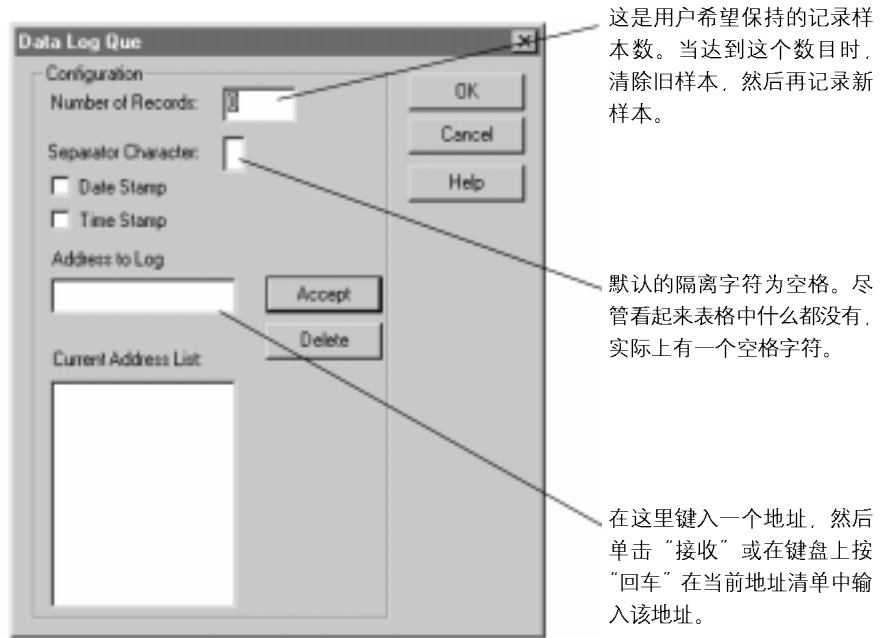 Data Log Que
Configuration
Number of Records:
Separator Character:
Date Stamp
Time Stamp
Address to Log
Accept
Delete
Current Address List
OK
Cancel
Help
这是用户希望保持的记录样
本数。当达到这个数目时，
清除旧样本，然后再记录新
样本。
默认的隔离字符为空格。尽
管看起来表格中什么都没有，
实际上有一个空格字符。
在这里键入一个地址，然后
单击“接收”或在键盘上按
“回车”在当前地址清单中输
入该地址。